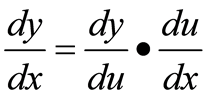 dy/dx = dy/du • du/dx